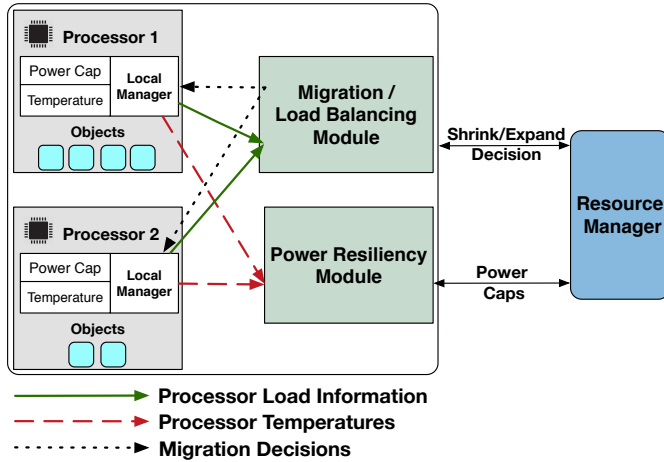 Processor 1
Power Cap
Temperature
Local
Manager
Objects
Processor 2
Power Cap
Temperature
Local
Manager
Objects
Migration /
Load Balancing
Module
Power Resiliency
Module
Shrink/Expand
Decision
Power
Caps
Resource
Manager
Processor Load Information
Processor Temperatures
Migration Decisions